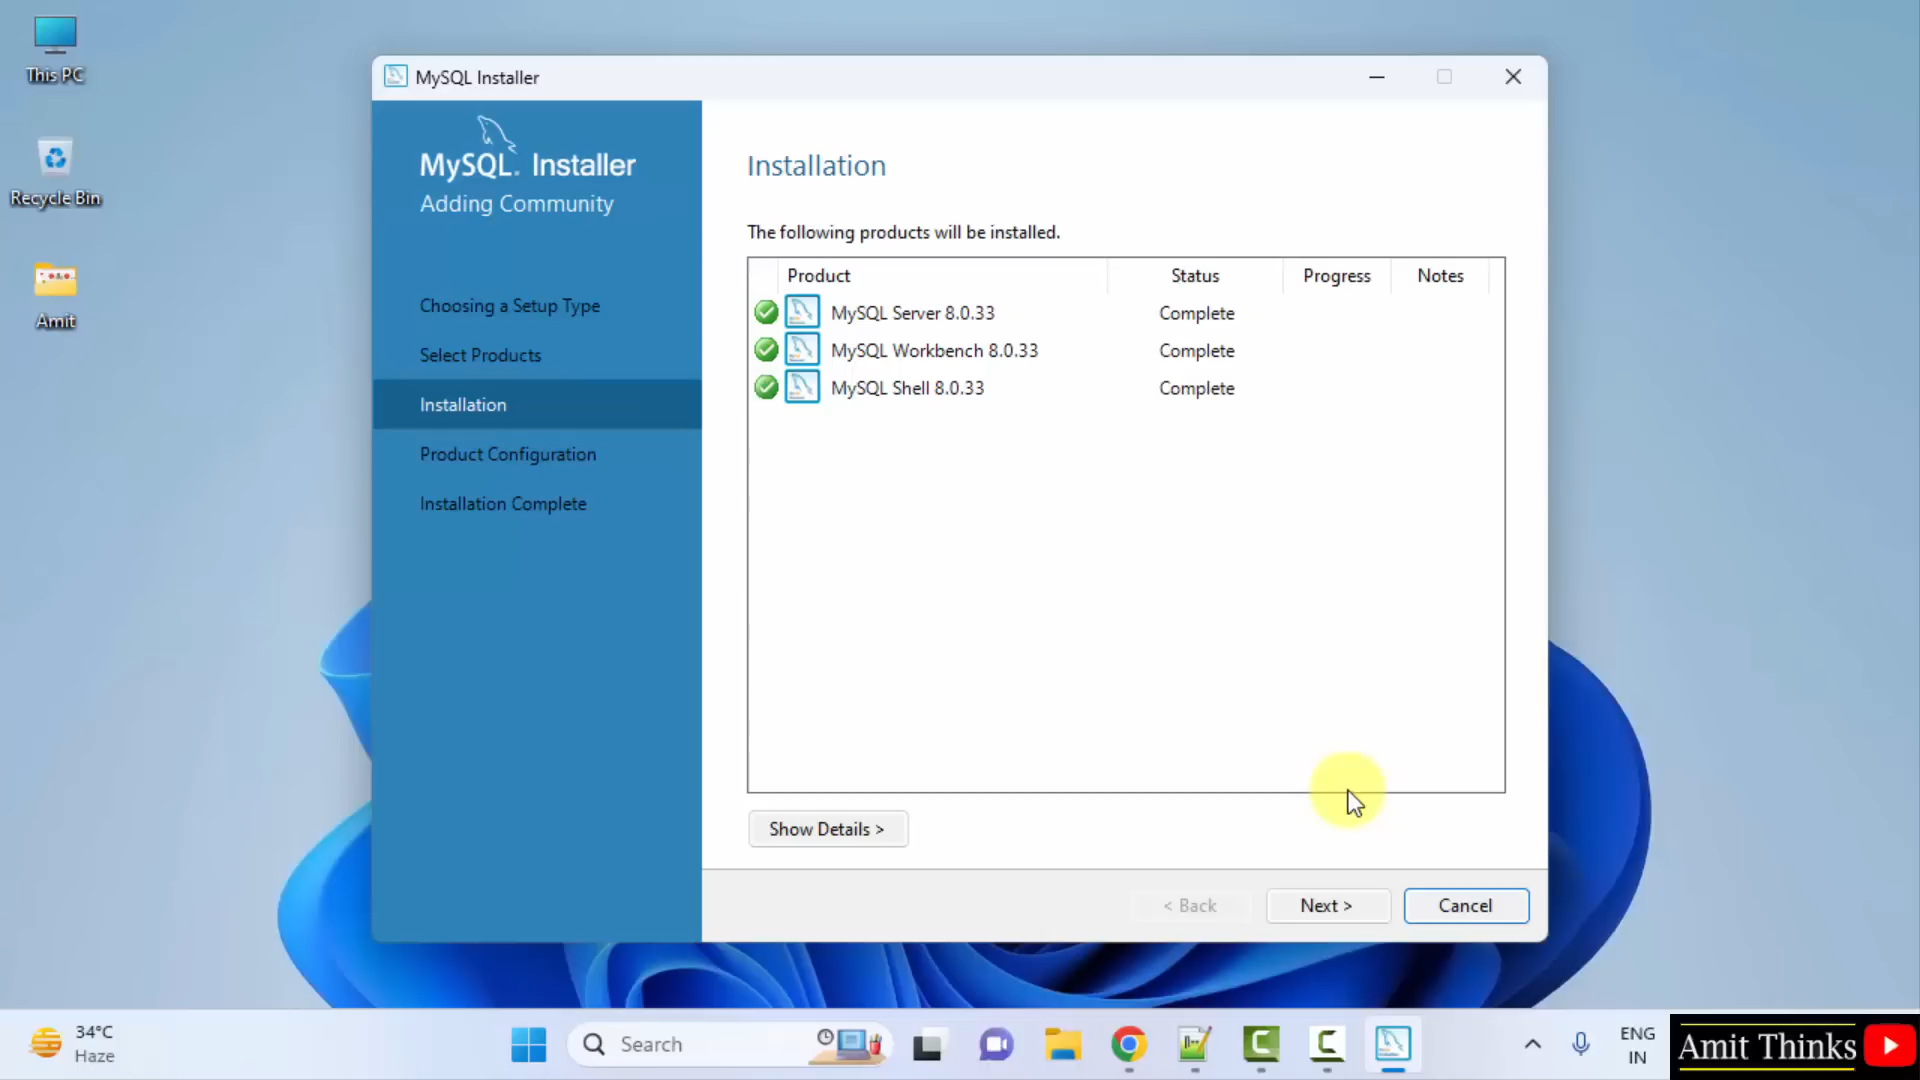 This PC
Recycle Bin
Amit
MySQL Installer
MySQL. Installer
Adding Community
Choosing a Setup Type
Select Products
Installation
Product Configuration
Installation Complete
Installation
The following products will be installed.
Product Status Progress Notes
MySQL Server 8.0.33 Complete
MySQL Workbench 8.0.33 Complete
MySQL Shell 8.0.33 Complete
Show Details >
< Back Next > Cancel
34°C
Haze
Search
ENG
IN
Amit Thinks